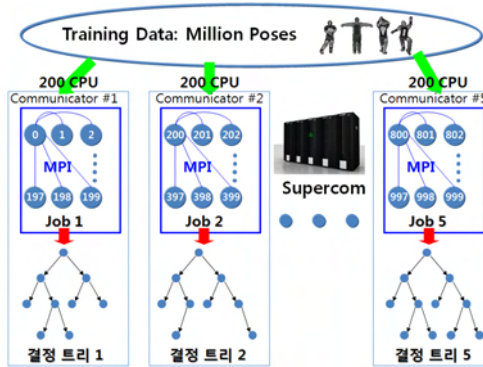 Training Data: Million Poses
200 CPU
200 CPU
200 CPU
Communicator #1
Communicator #2
Communicator #5
0 1 2
200 201 202
800 801 802
MPI
MPI
MPI
197 198 199
397 398 399
997 998 999
Supercom
Job 1
Job 2
Job 5
결정 트리 1
결정 트리 2
결정 트리 5